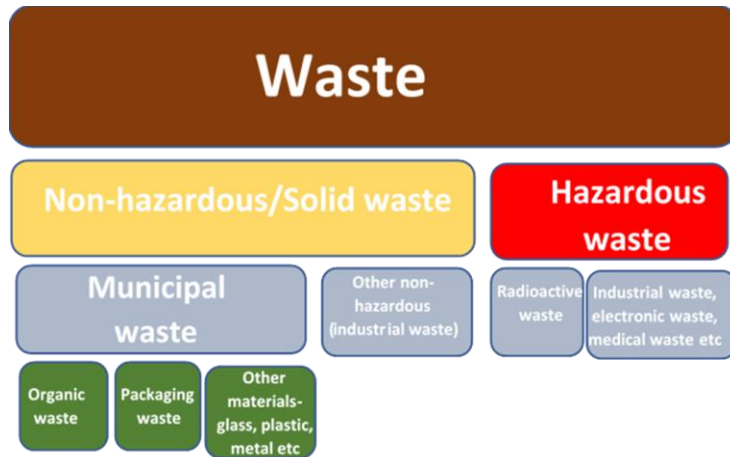 Waste
Non-hazardous/Solid waste
Hazardous
waste
Municipal
waste
Other non-
hazardous
(industrial waste)
Radioactive
waste
Industrial waste,
electronic waste,
medical waste etc
Organic
waste
Packaging
waste
Other
materials-
glass, plastic,
metal etc